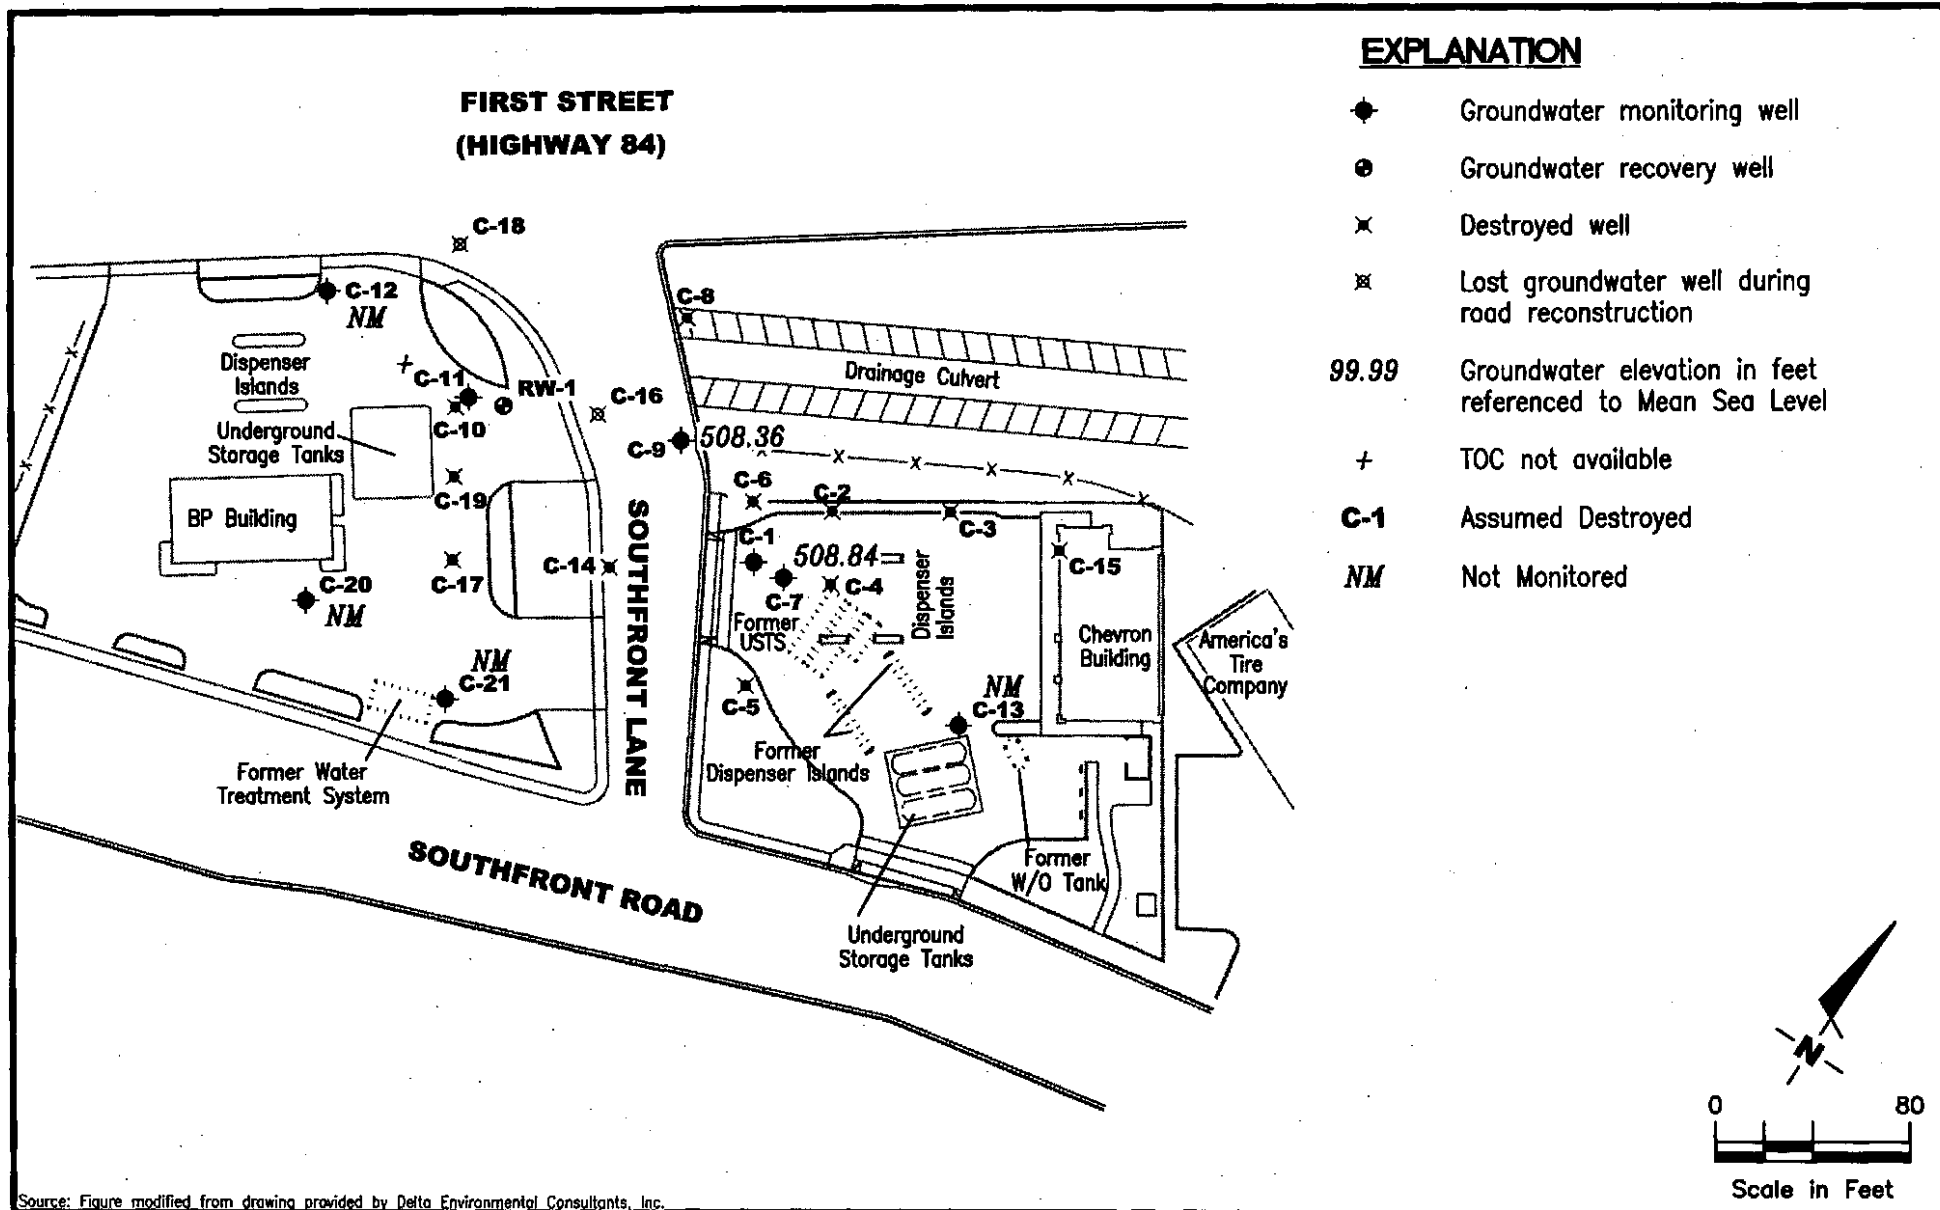 EXPLANATION
Groundwater monitoring well
Groundwater recovery well
Destroyed well
Lost groundwater well during
road reconstruction
99.99 Groundwater elevation in feet
referenced to Mean Sea Level
+ TOC not available
C-1 Assumed Destroyed
NM Not Monitored
FIRST STREET
(HIGHWAY 84)
C-18
C-12
NM
C-8
Dispenser
Islands
Drainage Culvert
C-11
RW-1
C-16
C-10
Underground
Storage Tanks
C-9
508.36
C-6
C-2
C-19
C-3
BP Building
C-1
508.84
C-14
C-17
C-4
C-15
C-20
NM
C-7
Dispenser
Islands
Former
USTS
SOUTHFRONT LANE
Chevron
Building
America's
Tire
Company
NM
C-21
C-5
NM
C-13
Former
Dispenser Islands
Former Water
Treatment System
SOUTHFRONT ROAD
Former
W/O Tank
Underground
Storage Tanks
N
0 80
Scale in Feet
Source: Figure modified from drawing provided by Delta Environmental Consultants, Inc.